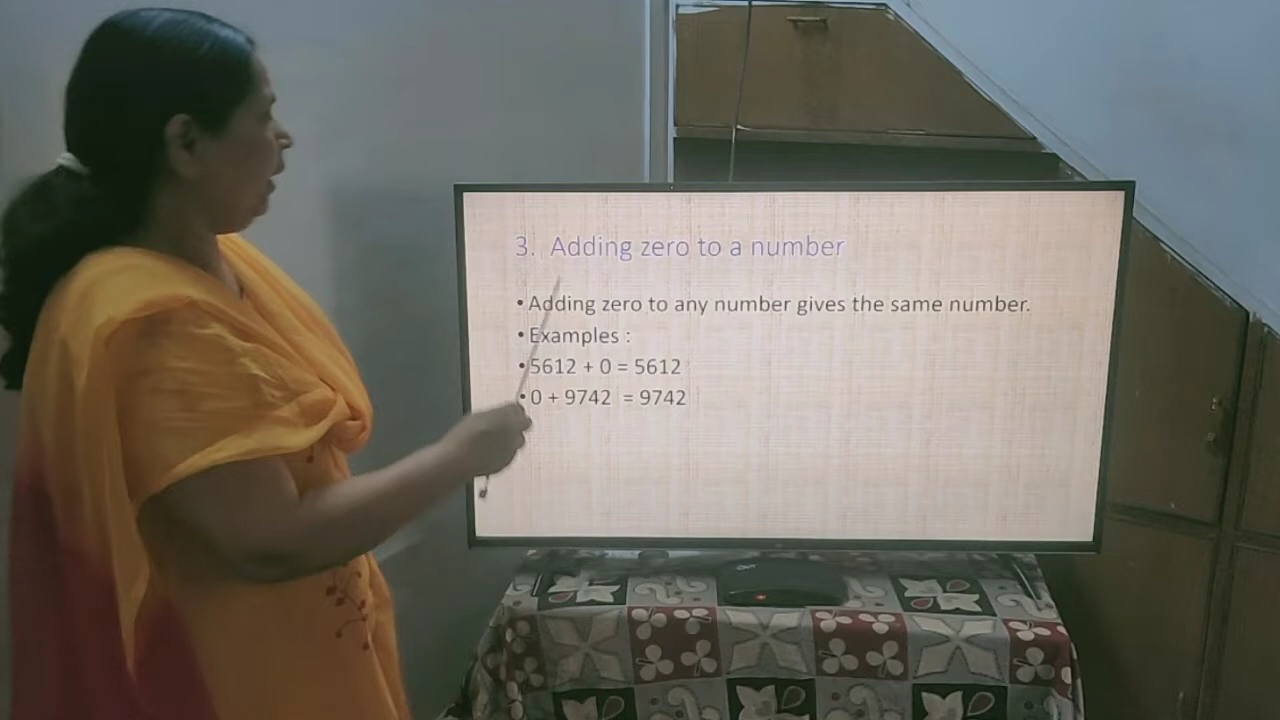 3. Adding zero to a number
• Adding zero to any number gives the same number.
• Examples :
• 5612 + 0 = 5612
• 0 + 9742 = 9742